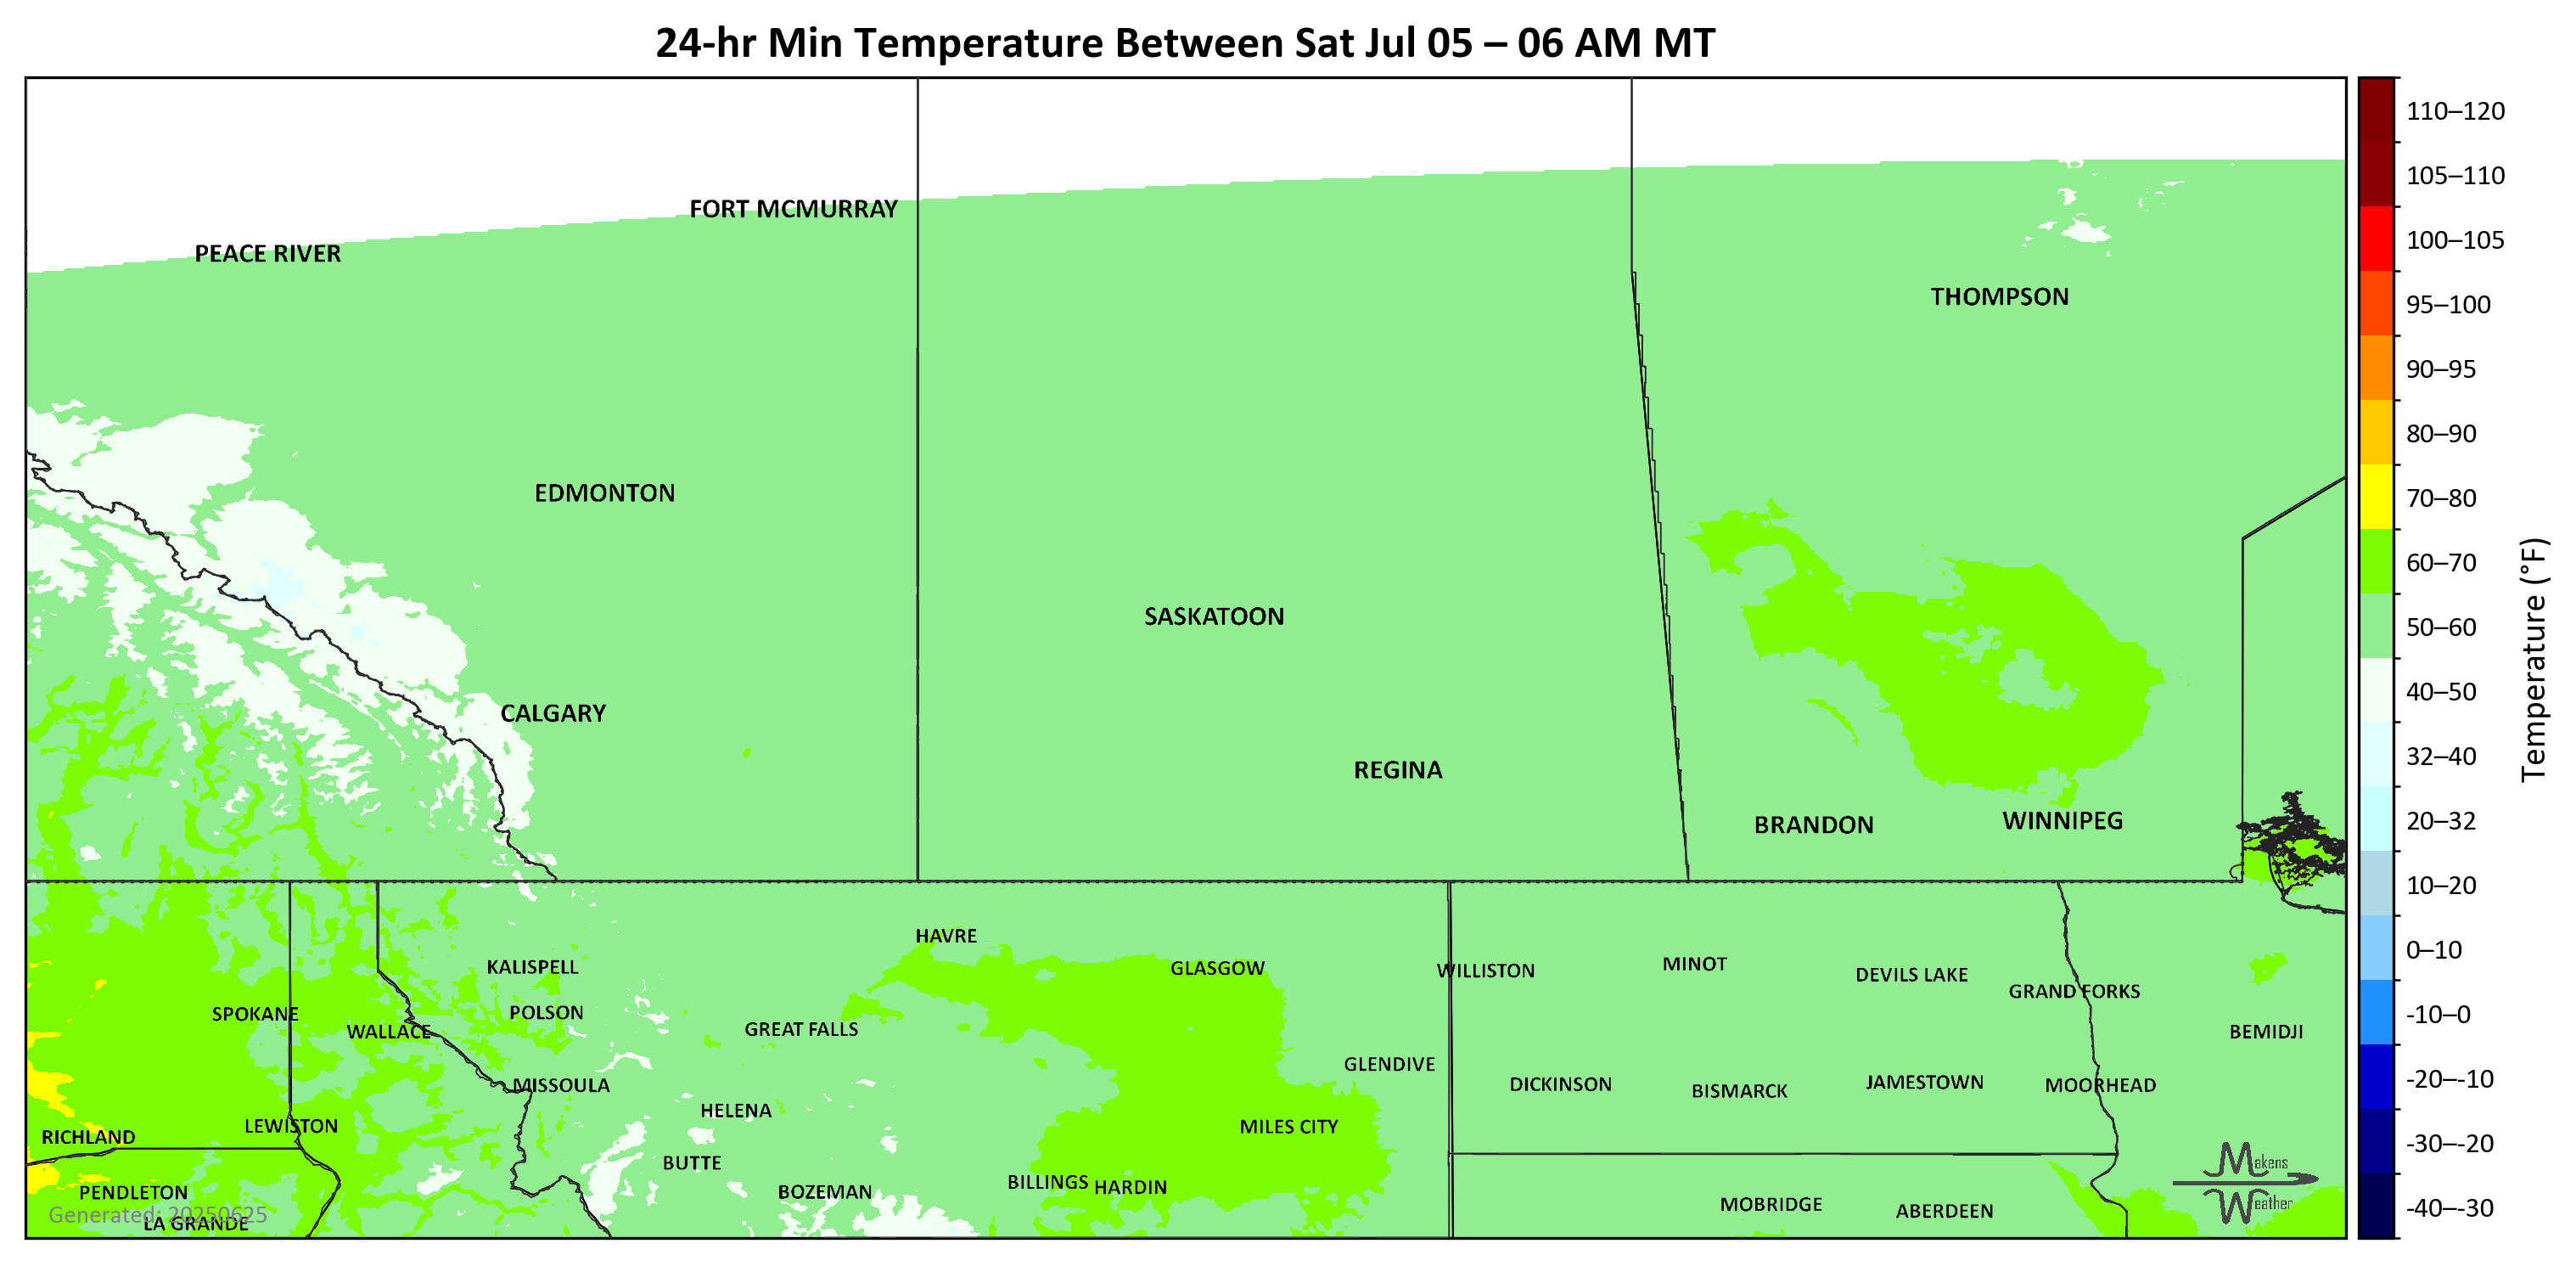 24-hr Min Temperature Between Sat Jul 05 – 06 AM MT
FORT MCMURRAY
PEACE RIVER
THOMPSON
EDMONTON
SASKATOON
CALGARY
REGINA
BRANDON
WINNIPEG
HAVRE
KALISPELL
GLASGOW
WILLISTON
MINOT
DEVILS LAKE
GRAND FORKS
SPOKANE
POLSON
WALLACE
GREAT FALLS
BEMIDJI
GLENDIVE
MISSOULA
DICKINSON
BISMARCK
JAMESTOWN
MOORHEAD
HELENA
LEWISTON
MILES CITY
RICHLAND
BUTTE
BILLINGS
HARDIN
BOZEMAN
PENDLETON
MOBRIDGE
ABERDEEN
Generated: 20250625
LA GRANDE
Makens
Weather
110–120
105–110
100–105
95–100
90–95
80–90
70–80
60–70
50–60
40–50
32–40
20–32
10–20
0–10
-10–0
-20–-10
-30–-20
-40–-30
Temperature (°F)